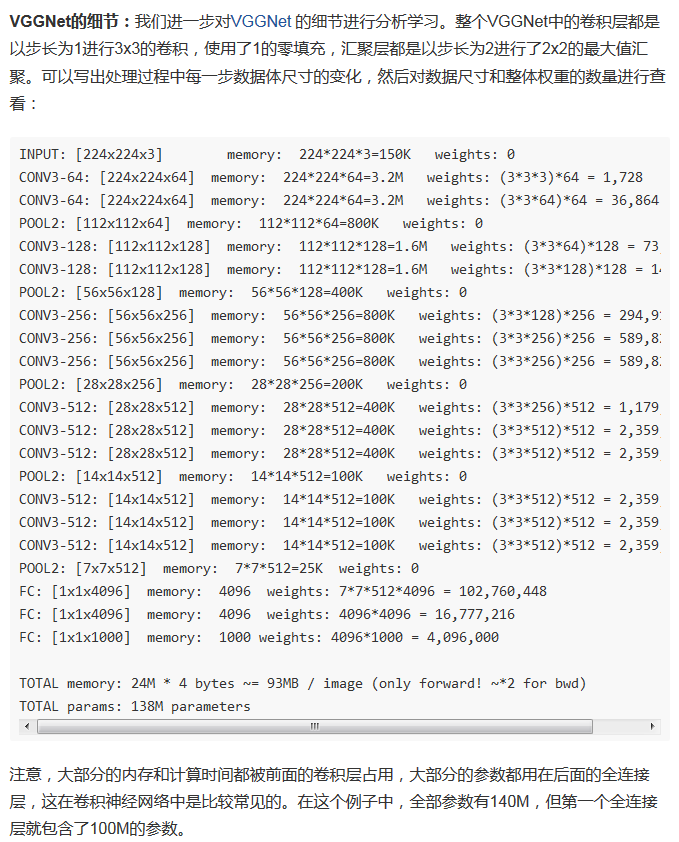 VGGNet的细节：我们进一步对VGGNet 的细节进行分析学习。整个VGGNet中的卷积层都是
以步长为1进行3x3的卷积，使用了1的零填充，汇聚层都是以步长为2进行了2x2的最大值汇
聚。可以写出处理过程中每一步数据体尺寸的变化，然后对数据尺寸和整体权重的数量进行查
看：
INPUT: [224x224x3]        memory:  224*224*3=150K   weights: 0
CONV3-64: [224x224x64]  memory:  224*224*64=3.2M   weights: (3*3*3)*64 = 1,728
CONV3-64: [224x224x64]  memory:  224*224*64=3.2M   weights: (3*3*64)*64 = 36,864
POOL2: [112x112x64]  memory:  112*112*64=800K   weights: 0
CONV3-128: [112x112x128]  memory:  112*112*128=1.6M   weights: (3*3*64)*128 = 73,
CONV3-128: [112x112x128]  memory:  112*112*128=1.6M   weights: (3*3*128)*128 = 14
POOL2: [56x56x128]  memory:  56*56*128=400K   weights: 0
CONV3-256: [56x56x256]  memory:  56*56*256=800K   weights: (3*3*128)*256 = 294,91
CONV3-256: [56x56x256]  memory:  56*56*256=800K   weights: (3*3*256)*256 = 589,82
CONV3-256: [56x56x256]  memory:  56*56*256=800K   weights: (3*3*256)*256 = 589,82
POOL2: [28x28x256]  memory:  28*28*256=200K   weights: 0
CONV3-512: [28x28x512]  memory:  28*28*512=400K   weights: (3*3*256)*512 = 1,179,
CONV3-512: [28x28x512]  memory:  28*28*512=400K   weights: (3*3*512)*512 = 2,359,
CONV3-512: [28x28x512]  memory:  28*28*512=400K   weights: (3*3*512)*512 = 2,359,
POOL2: [14x14x512]  memory:  14*14*512=100K   weights: 0
CONV3-512: [14x14x512]  memory:  14*14*512=100K   weights: (3*3*512)*512 = 2,359,
CONV3-512: [14x14x512]  memory:  14*14*512=100K   weights: (3*3*512)*512 = 2,359,
CONV3-512: [14x14x512]  memory:  14*14*512=100K   weights: (3*3*512)*512 = 2,359,
POOL2: [7x7x512]  memory:  7*7*512=25K  weights: 0
FC: [1x1x4096]  memory:  4096  weights: 7*7*512*4096 = 102,760,448
FC: [1x1x4096]  memory:  4096  weights: 4096*4096 = 16,777,216
FC: [1x1x1000]  memory:  1000 weights: 4096*1000 = 4,096,000
TOTAL memory: 24M * 4 bytes ~= 93MB / image (only forward! ~*2 for bwd)
TOTAL params: 138M parameters
注意，大部分的内存和计算时间都被前面的卷积层占用，大部分的参数都用在后面的全连接
层，这在卷积神经网络中是比较常见的。在这个例子中，全部参数有140M，但第一个全连接
层就包含了100M的参数。